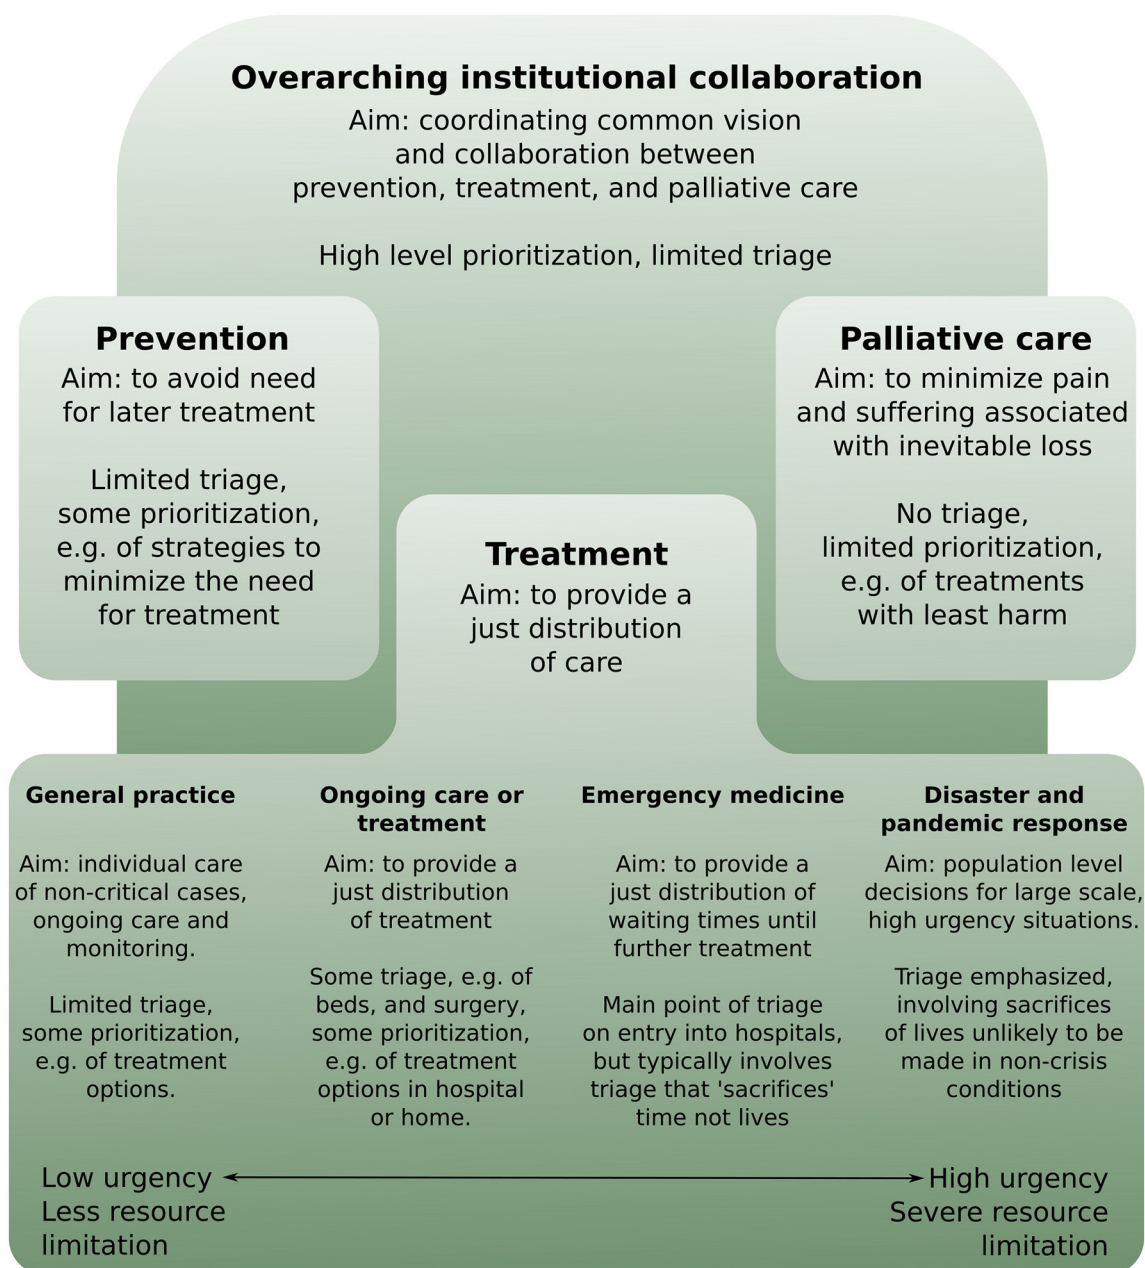 Overarching institutional collaboration
Aim: coordinating common vision
and collaboration between
prevention, treatment, and palliative care
High level prioritization, limited triage
Prevention
Aim: to avoid need
for later treatment
Limited triage,
some prioritization,
e.g. of strategies to
minimize the need
for treatment
Palliative care
Aim: to minimize pain
and suffering associated
with inevitable loss
No triage,
limited prioritization,
e.g. of treatments
with least harm
Treatment
Aim: to provide a
just distribution
of care
General practice
Aim: individual care
of non-critical cases,
ongoing care and
monitoring.
Limited triage,
some prioritization,
e.g. of treatment
options.
Ongoing care or
treatment
Aim: to provide a
just distribution
of treatment
Some triage, e.g. of
beds, and surgery,
some prioritization,
e.g. of treatment
options in hospital
or home.
Emergency medicine
Aim: to provide a
just distribution of
waiting times until
further treatment
Main point of triage
on entry into hospitals,
but typically involves
triage that 'sacrifices'
time not lives
Disaster and
pandemic response
Aim: population level
decisions for large scale,
high urgency situations.
Triage emphasized,
involving sacrifices
of lives unlikely to be
made in non-crisis
conditions
Low urgency
Less resource
limitation
High urgency
Severe resource
limitation